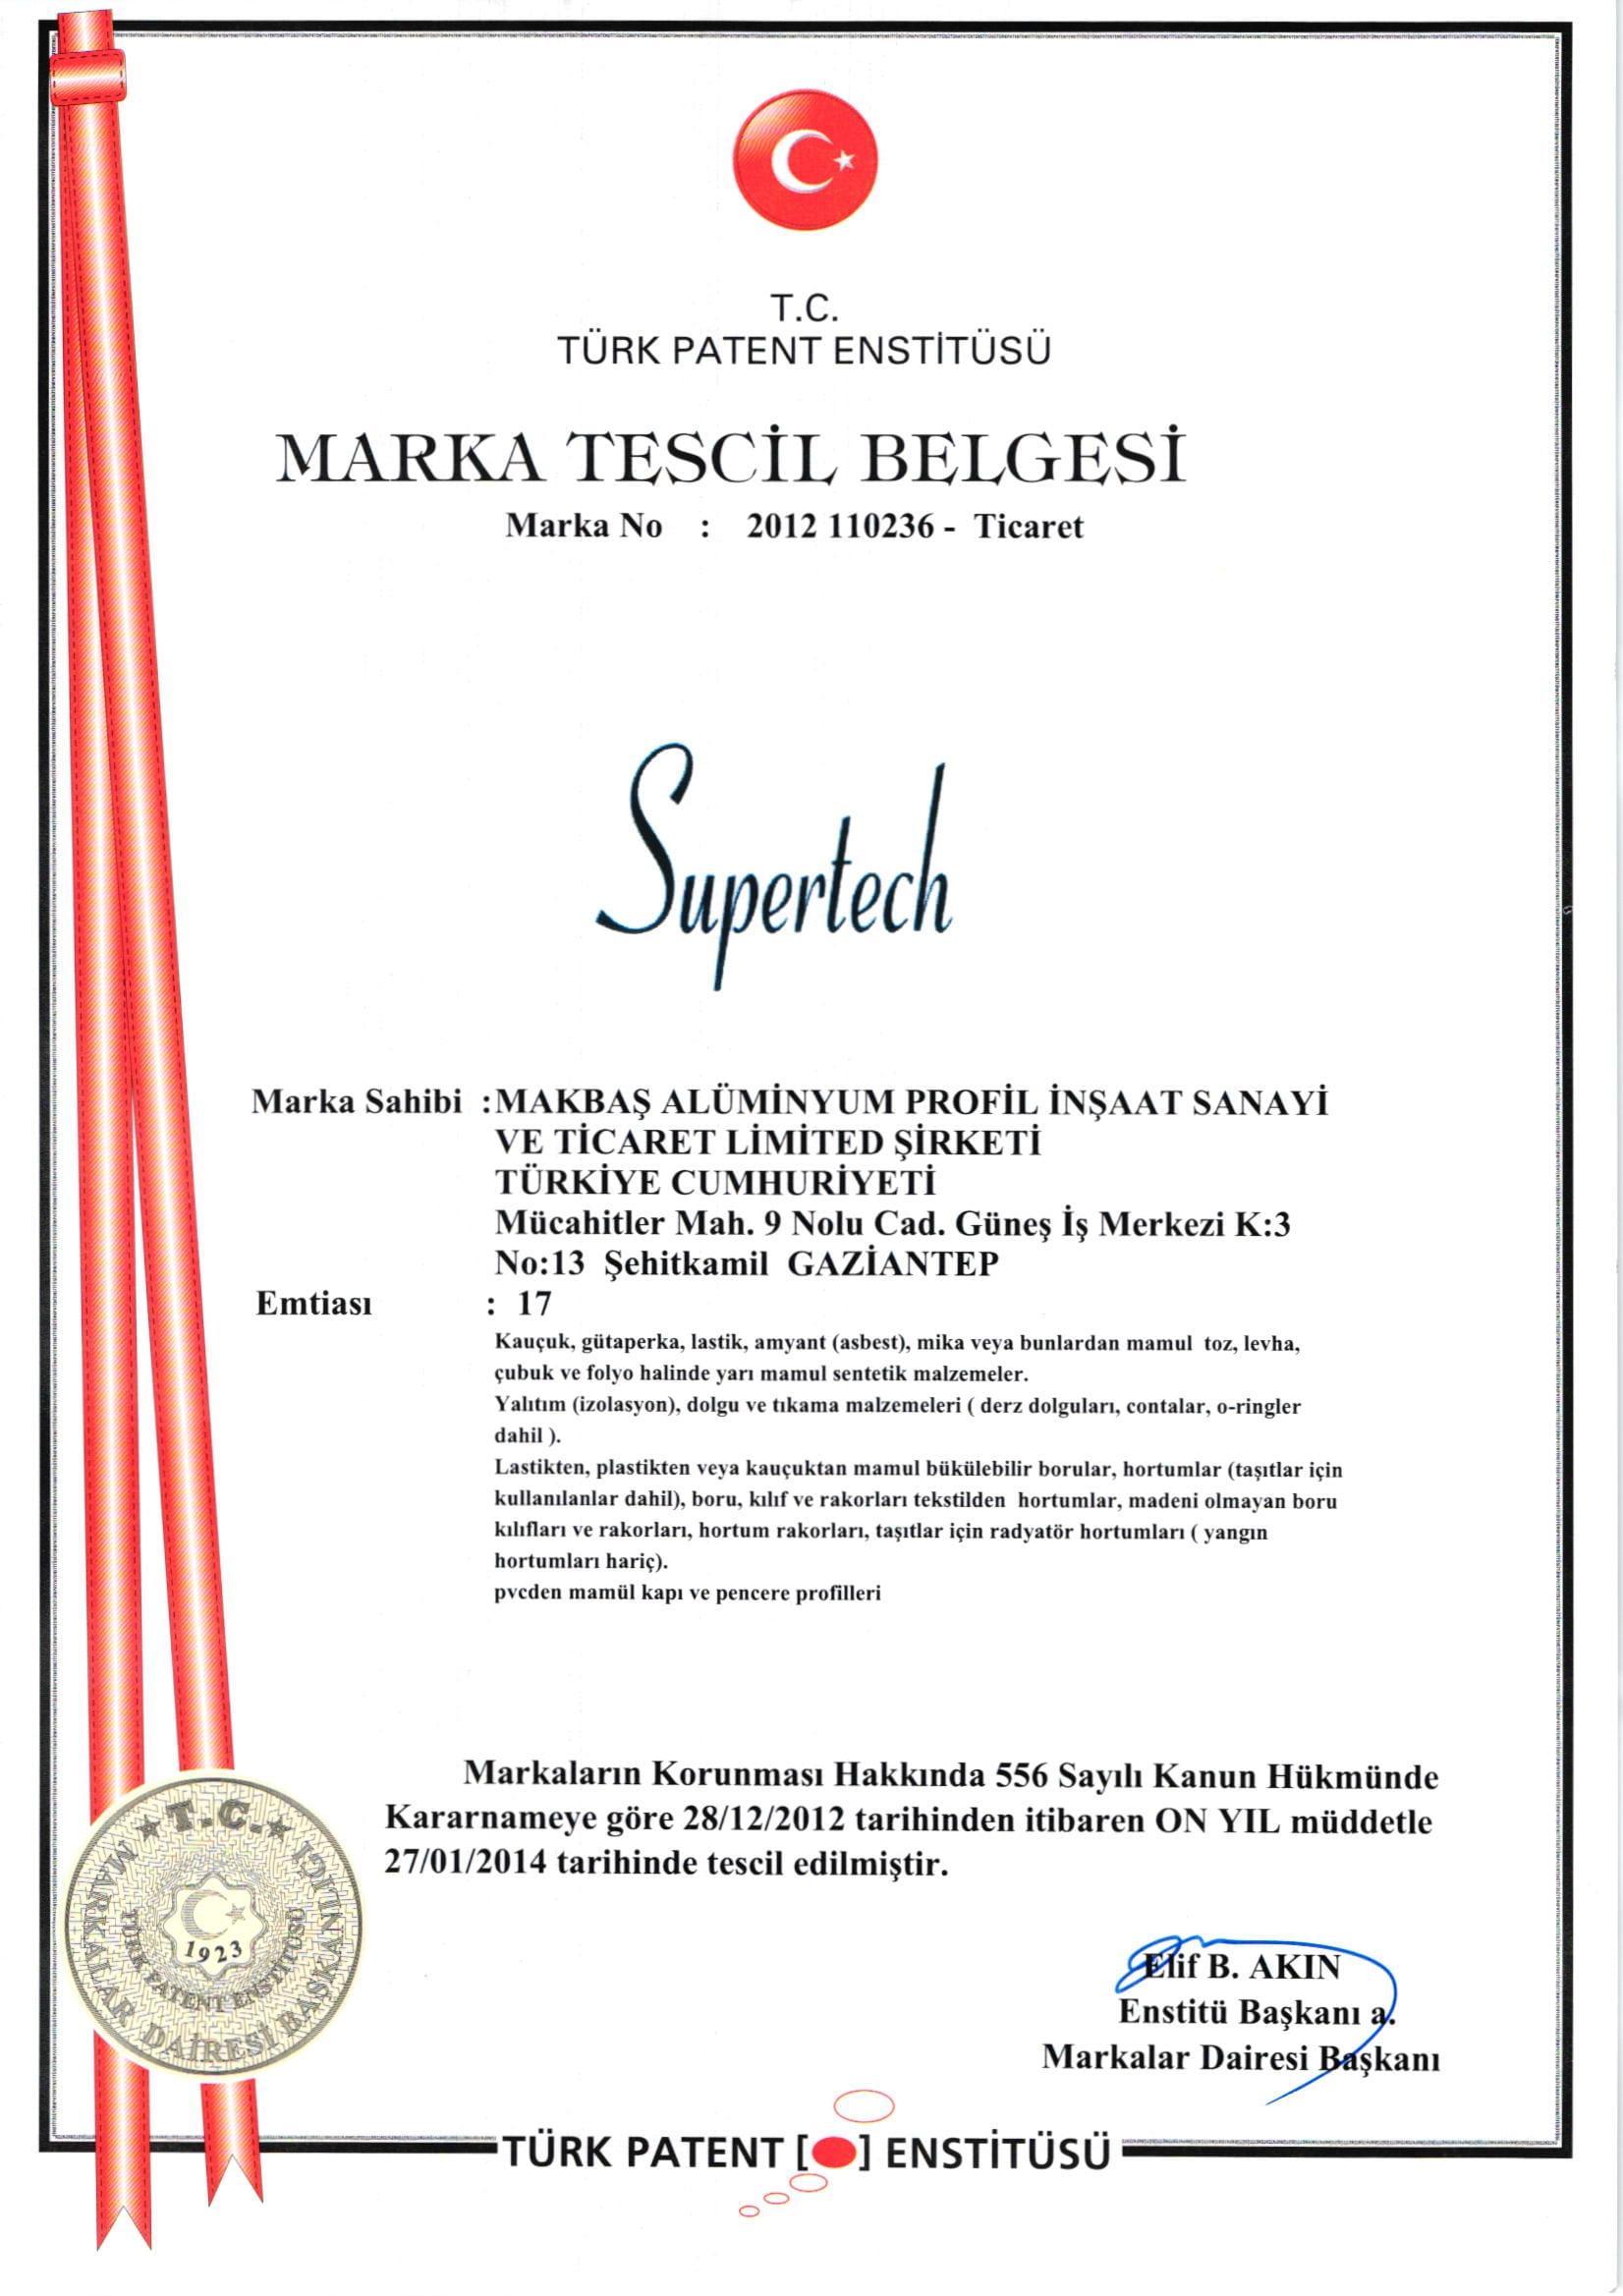 T.C.
TÜRK PATENT ENSTİTÜSÜ
MARKA TESCİL BELGESİ
Marka No : 2012 110236 - Ticaret
Supertech
Marka Sahibi : MAKBAŞ ALÜMİNYUM PROFİL İNŞAAT SANAYİ
VE TİCARET LİMİTED ŞİRKETİ
TÜRKİYE CUMHURİYETİ
Mücahitler Mah. 9 Nolu Cad. Güneş İş Merkezi K:3
No:13 Şehitkamil GAZİANTEP
Emtiası : 17
Kauçuk, gütaperka, lastik, amyant (asbest), mika veya bunlardan mamul toz, levha,
çubuk ve folyo halinde yarı mamul sentetik malzemeler.
Yalıtım (izolasyon), dolgu ve tıkama malzemeleri ( derz dolguları, contalar, o-ringler
dahil ).
Lastikten, plastikten veya kauçuktan mamul bükülebilir borular, hortumlar (taşıtlar için
kullanılanlar dahil), boru, kılıf ve rakorları tekstilden hortumlar, madeni olmayan boru
kılıfları ve rakorları, hortum rakorları, taşıtlar için radyatör hortumları ( yangın
hortumları hariç).
pvcden mamül kapı ve pencere profilleri
Markaların Korunması Hakkında 556 Sayılı Kanun Hükmünde
Kararnameye göre 28/12/2012 tarihinden itibaren ON YIL müddetle
27/01/2014 tarihinde tescil edilmiştir.
T.C.
MARKALAR DAİRESİ BAŞKANLIĞI
TÜRK PATENT ENSTİTÜSÜ
1923
Elif B. AKIN
Enstitü Başkanı a.
Markalar Dairesi Başkanı
TÜRK PATENT [ ] ENSTİTÜSÜ